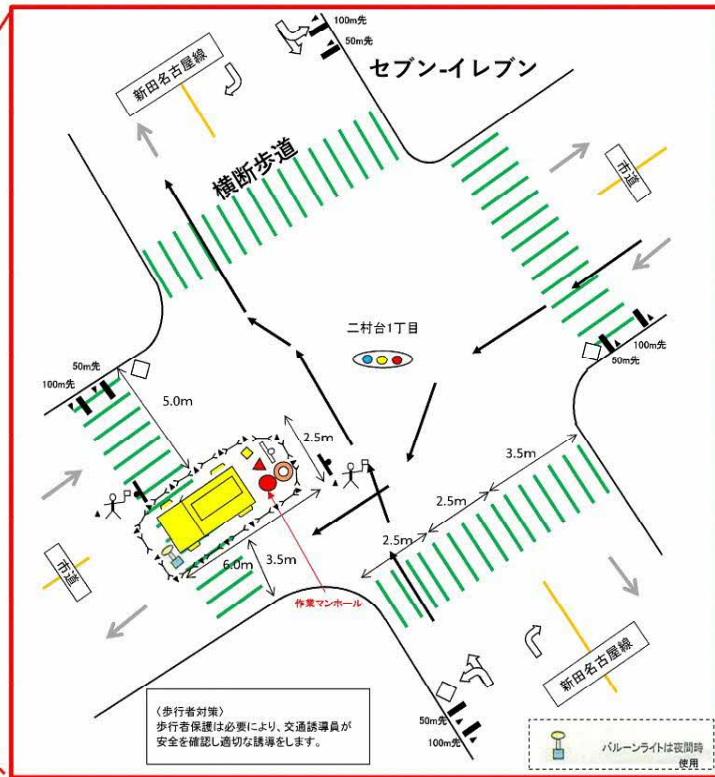 100m先
50m先
セブン-イレブン
新田名古屋線
横断歩道
市道
二村台1丁目
50m先
100m先
100m先
50m先
5.0m
2.5m
3.5m
2.5m
2.5m
6.0m
3.5m
市道
作業マンホール
新田名古屋線
〈歩行者対策〉
歩行者保護は必要により、交通誘導員が
安全を確認し適切な誘導をします。
50m先
100m先
バルーンライトは夜間時
使用